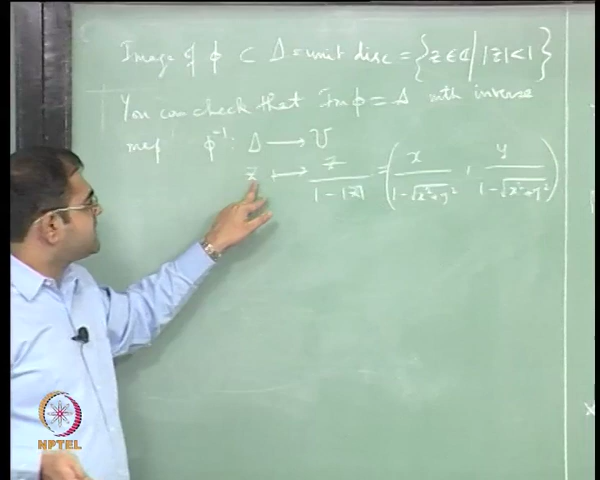 Image of φ ⊂ Δ = unit disc = {z ∈ ℂ | |z| < 1}
You can check that Im φ = Δ with inverse
map φ⁻¹: Δ → U
z ↦ z / (1 - |z|) = (x / (1 - √(x² + y²)), y / (1 - √(x² + y²)))
NPTEL